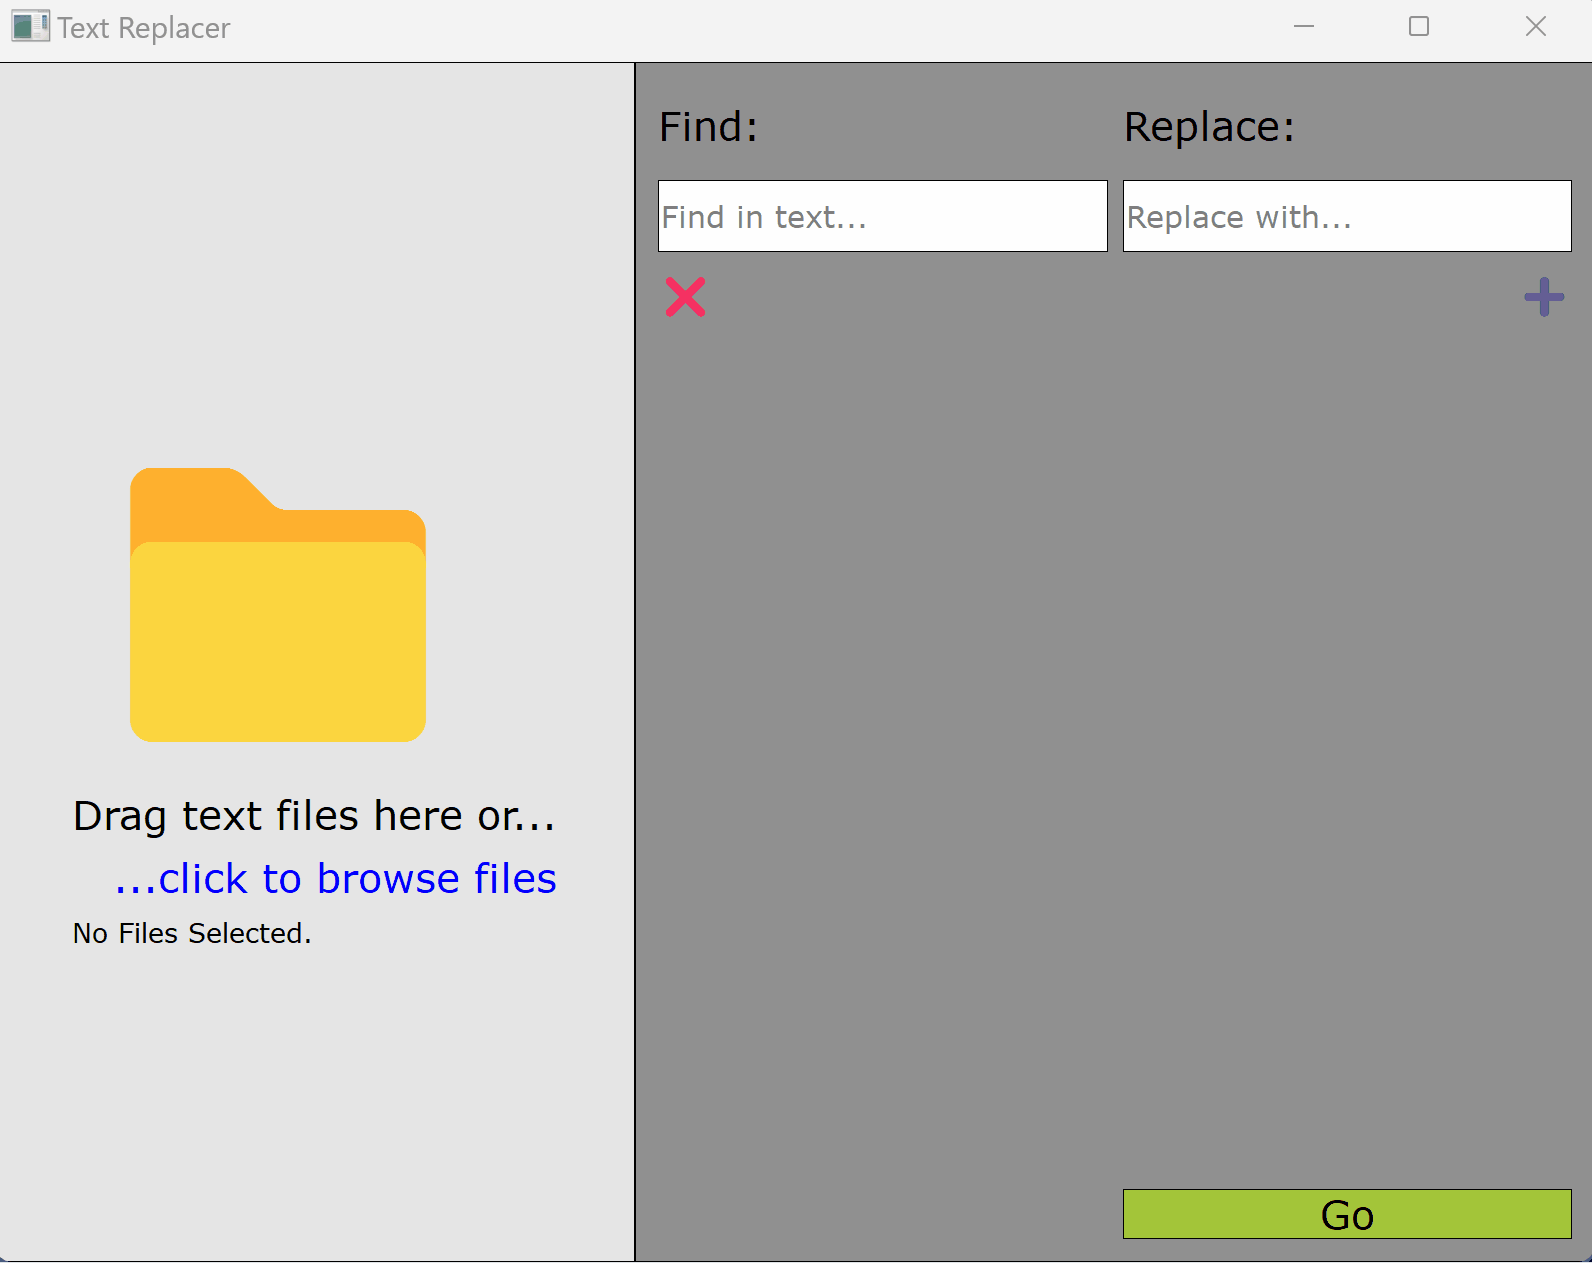 Text Replacer
Find:
Replace:
Find in text...
Replace with...
Drag text files here or...
...click to browse files
No Files Selected.
Go